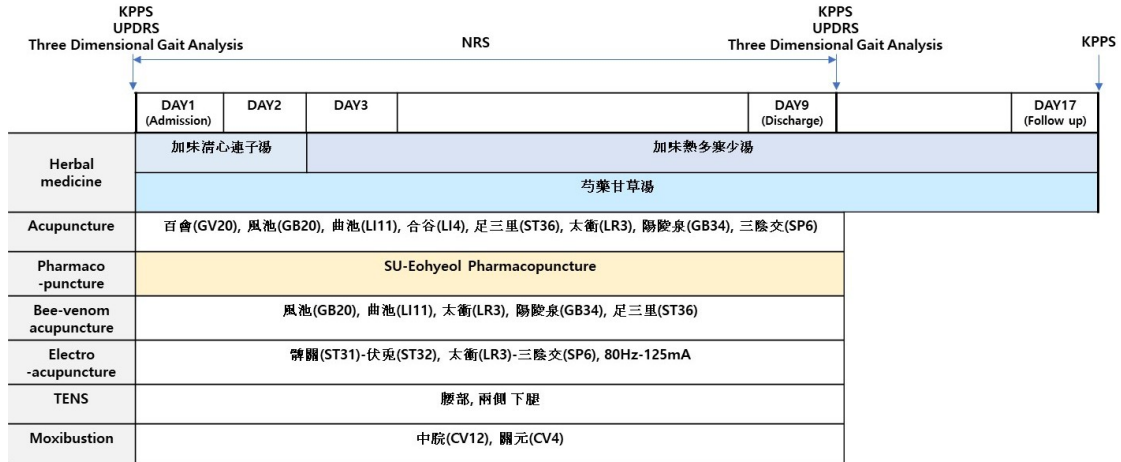 KPPS
UPDRS
Three Dimensional Gait Analysis
NRS
KPPS
UPDRS
Three Dimensional Gait Analysis
KPPS
DAY1
(Admission)
DAY2
DAY3
DAY9
(Discharge)
DAY17
(Follow up)
Herbal
medicine
加味淸心連子湯
加味熱多寒少湯
芍藥甘草湯
Acupuncture
百會(GV20), 風池(GB20), 曲池(LI11), 合谷(LI4), 足三里(ST36), 太衝(LR3), 陽陵泉(GB34), 三陰交(SP6)
Pharmaco
-puncture
SU-Eohyeol Pharmacopuncture
Bee-venom
acupuncture
風池(GB20), 曲池(LI11), 太衝(LR3), 陽陵泉(GB34), 足三里(ST36)
Electro
-acupuncture
髀關(ST31)-伏兎(ST32), 太衝(LR3)-三陰交(SP6), 80Hz-125mA
TENS
腰部, 兩側 下腿
Moxibustion
中脘(CV12), 關元(CV4)